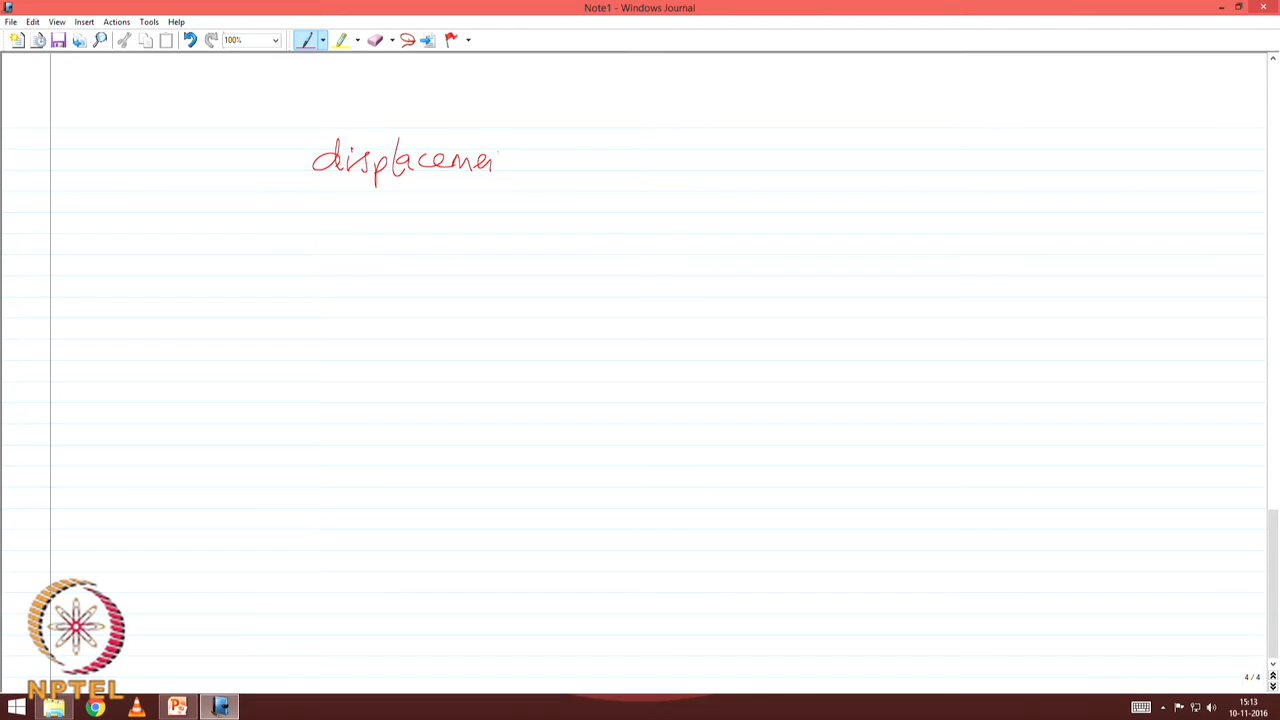 Note1 - Windows Journal
File Edit View Insert Actions Tools Help
100%
displacemen
4 / 4
NPTEL
15:13
10-11-2016